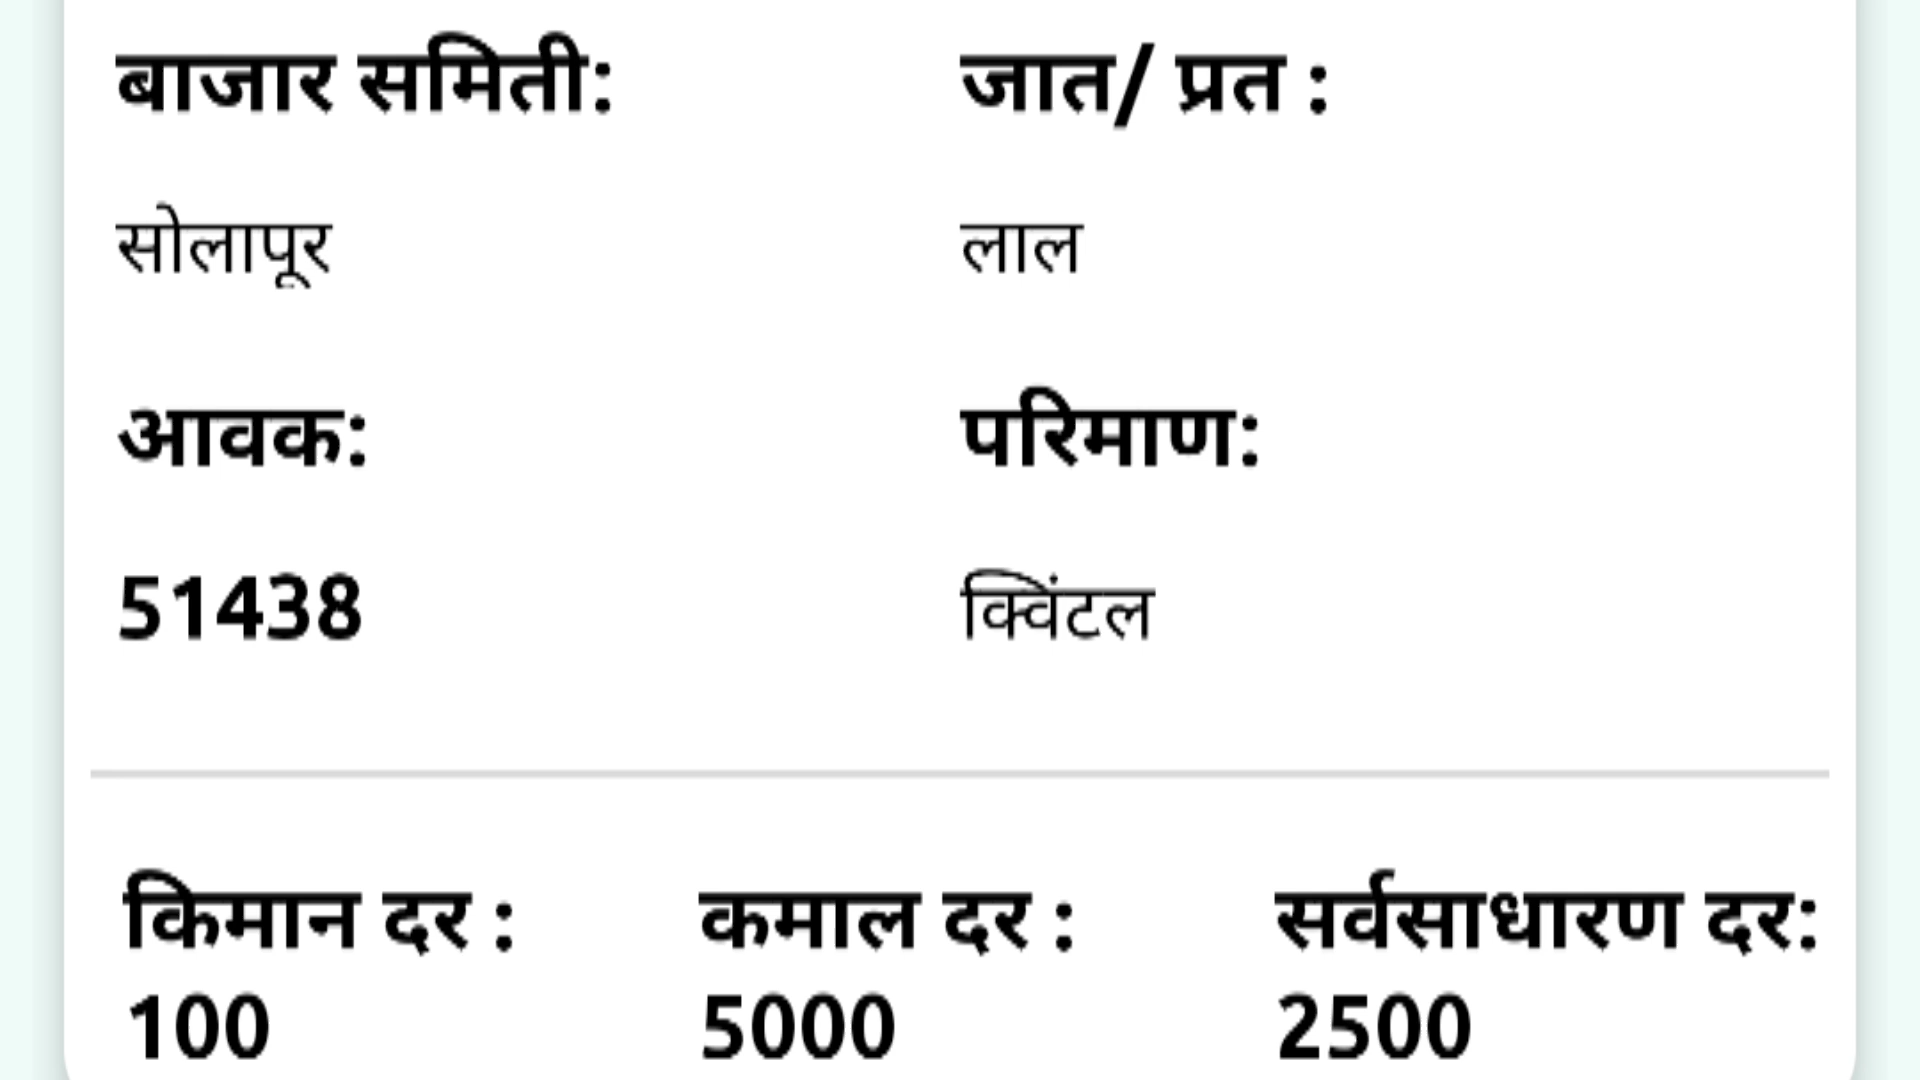 बाजार समिती: जात/ प्रत :
सोलापूर लाल
आवक: परिमाण:
51438 क्विंटल
किमान दर : कमाल दर : सर्वसाधारण दर:
100 5000 2500